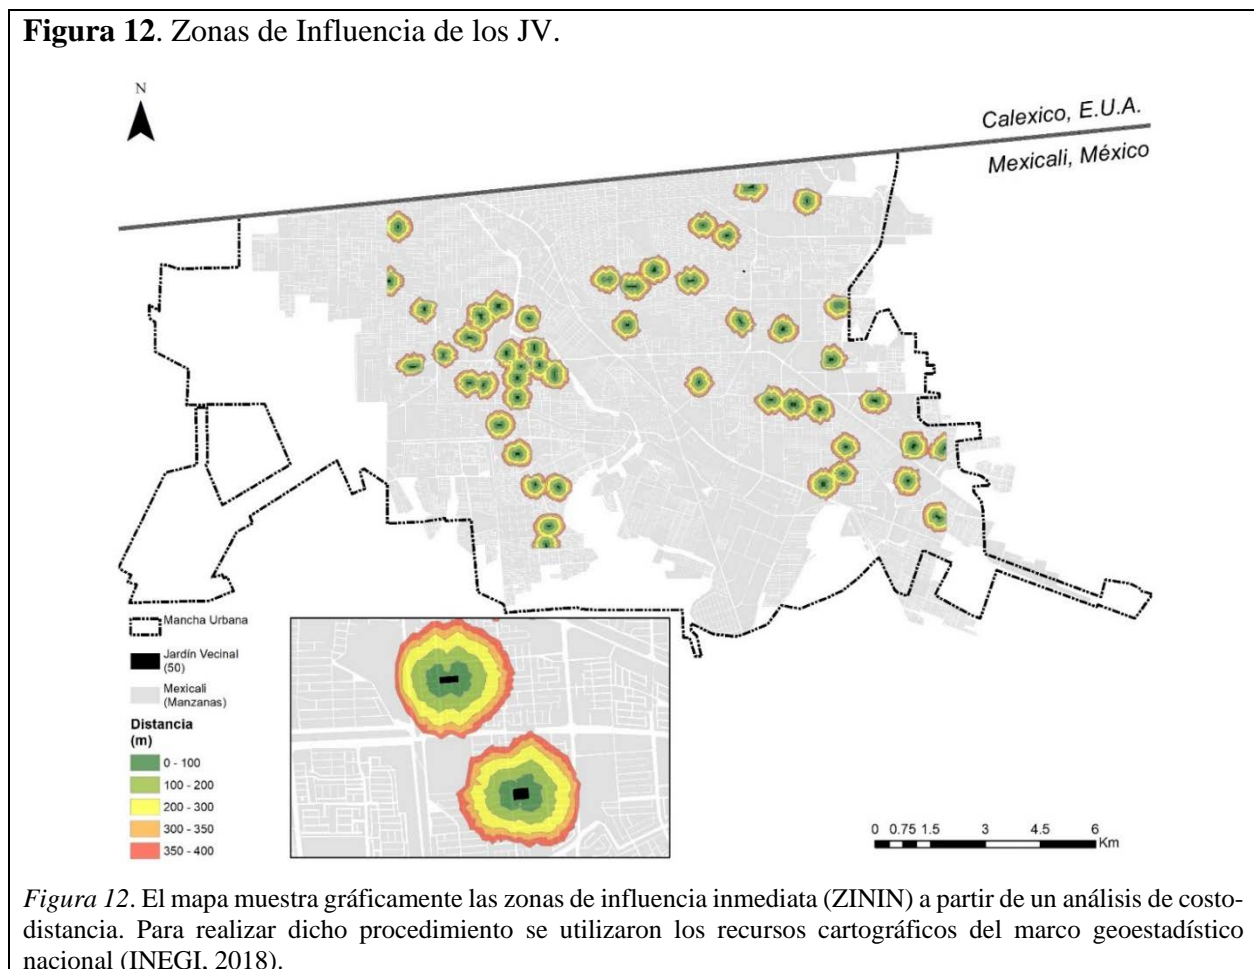 Figura 12. Zonas de Influencia de los JV.
N
Calexico, E.U.A.
Mexicali, México
Mancha Urbana
Jardín Vecinal
(50)
Mexicali
(Manzanas)
Distancia
(m)
0 - 100
100 - 200
200 - 300
300 - 350
350 - 400
0 0.75 1.5 3 4.5 6
Km
Figura 12. El mapa muestra gráficamente las zonas de influencia inmediata (ZININ) a partir de un análisis de costo-
distancia. Para realizar dicho procedimiento se utilizaron los recursos cartográficos del marco geoestadístico
nacional (INEGI, 2018).